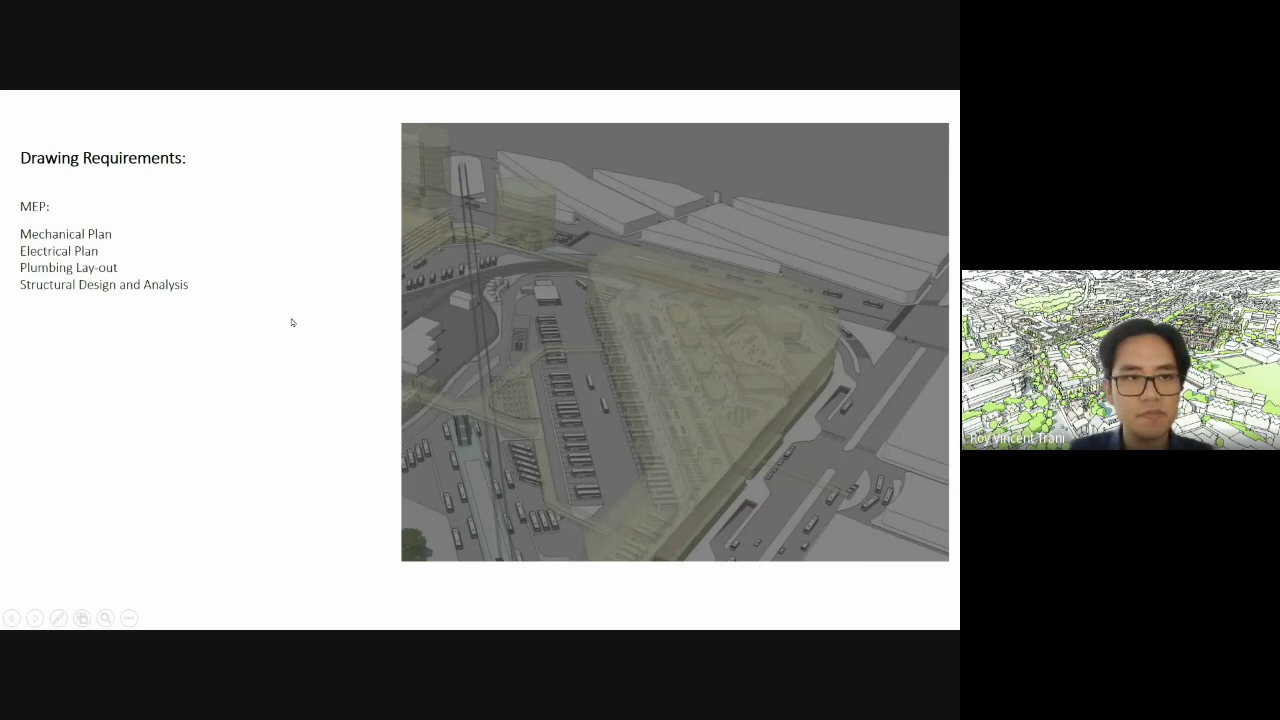 Drawing Requirements:
MEP:
Mechanical Plan
Electrical Plan
Plumbing Lay-out
Structural Design and Analysis
Roy Vincent Trani